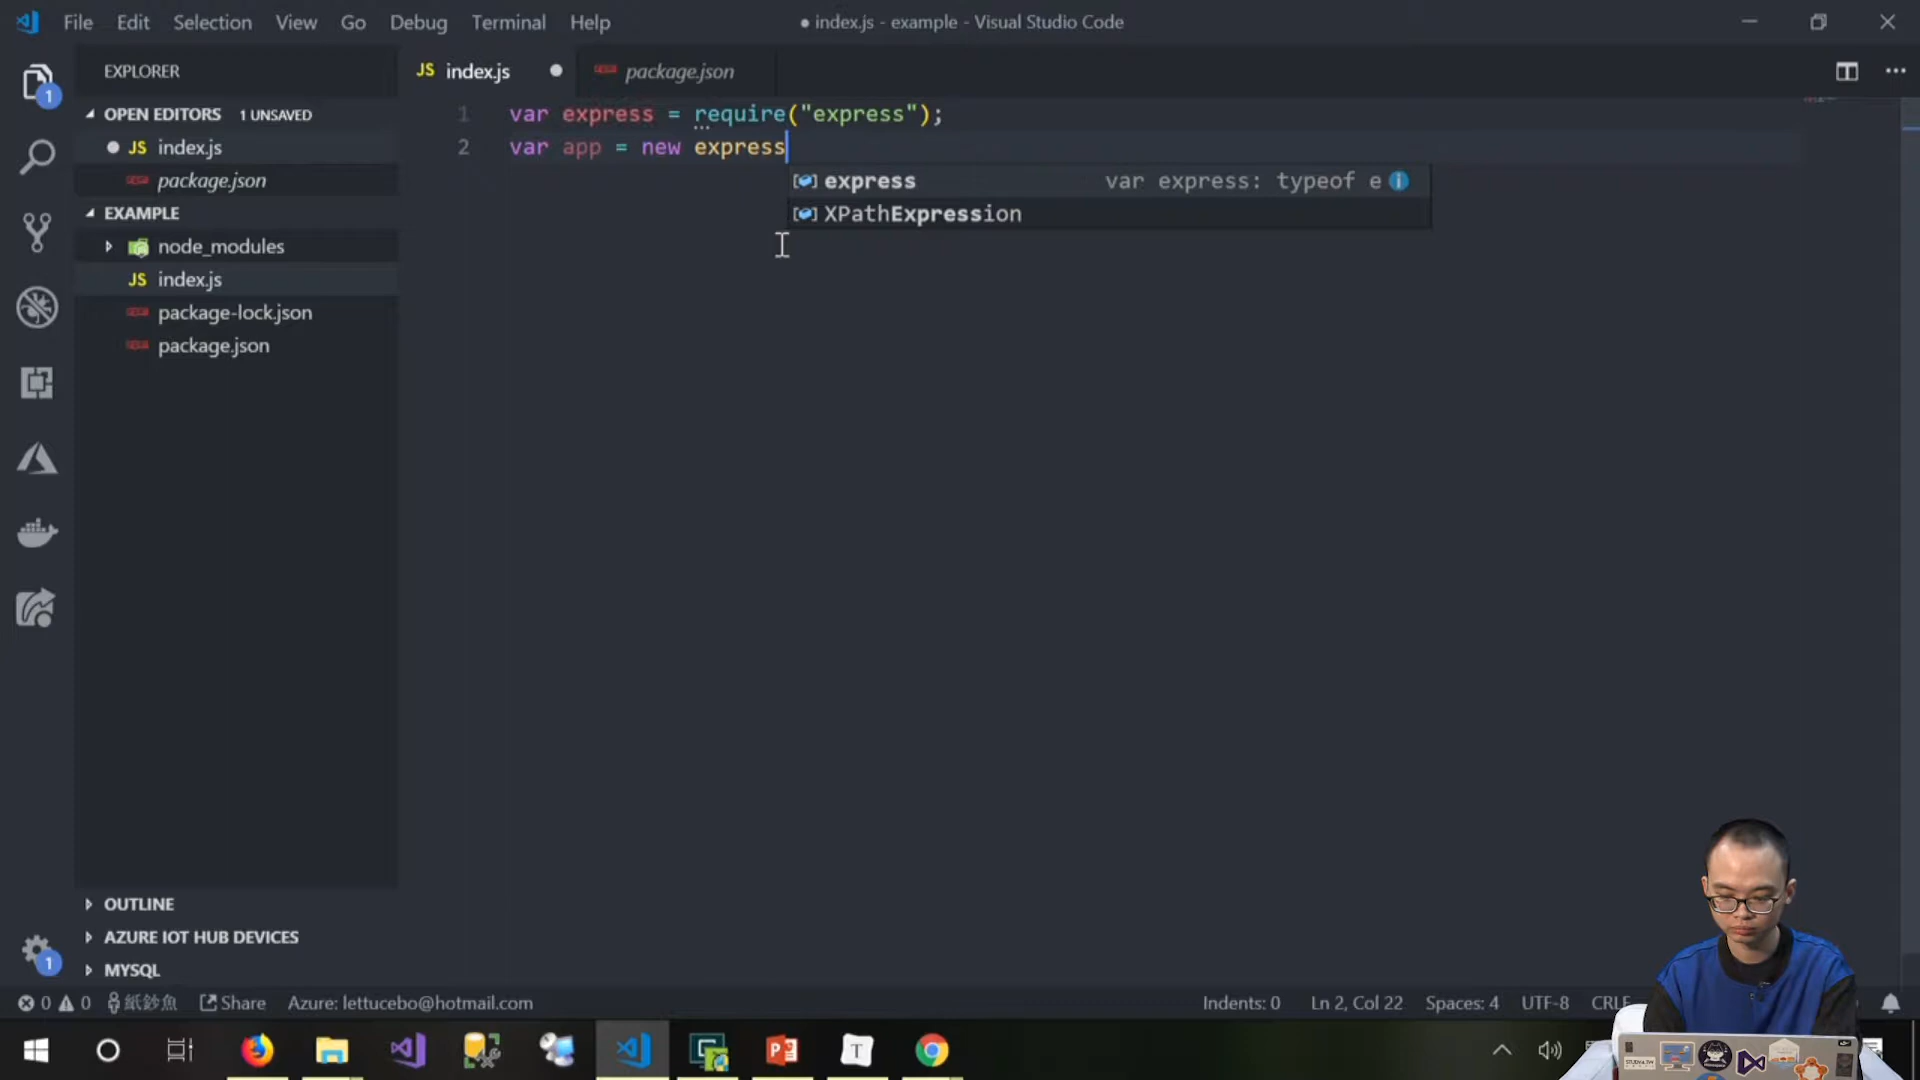 File Edit Selection View Go Debug Terminal Help
● index.js - example - Visual Studio Code
EXPLORER
OPEN EDITORS 1 UNSAVED
● JS index.js
package.json
EXAMPLE
node_modules
JS index.js
package-lock.json
package.json
OUTLINE
AZURE IOT HUB DEVICES
MYSQL
JS index.js ●
package.json
1 var express = require("express");
2 var app = new express
express var express: typeof e
XPathExpression
1
1
0 0 紙鈔魚 Share Azure: lettucebo@hotmail.com
Indents: 0 Ln 2, Col 22 Spaces: 4 UTF-8 CRLF
T